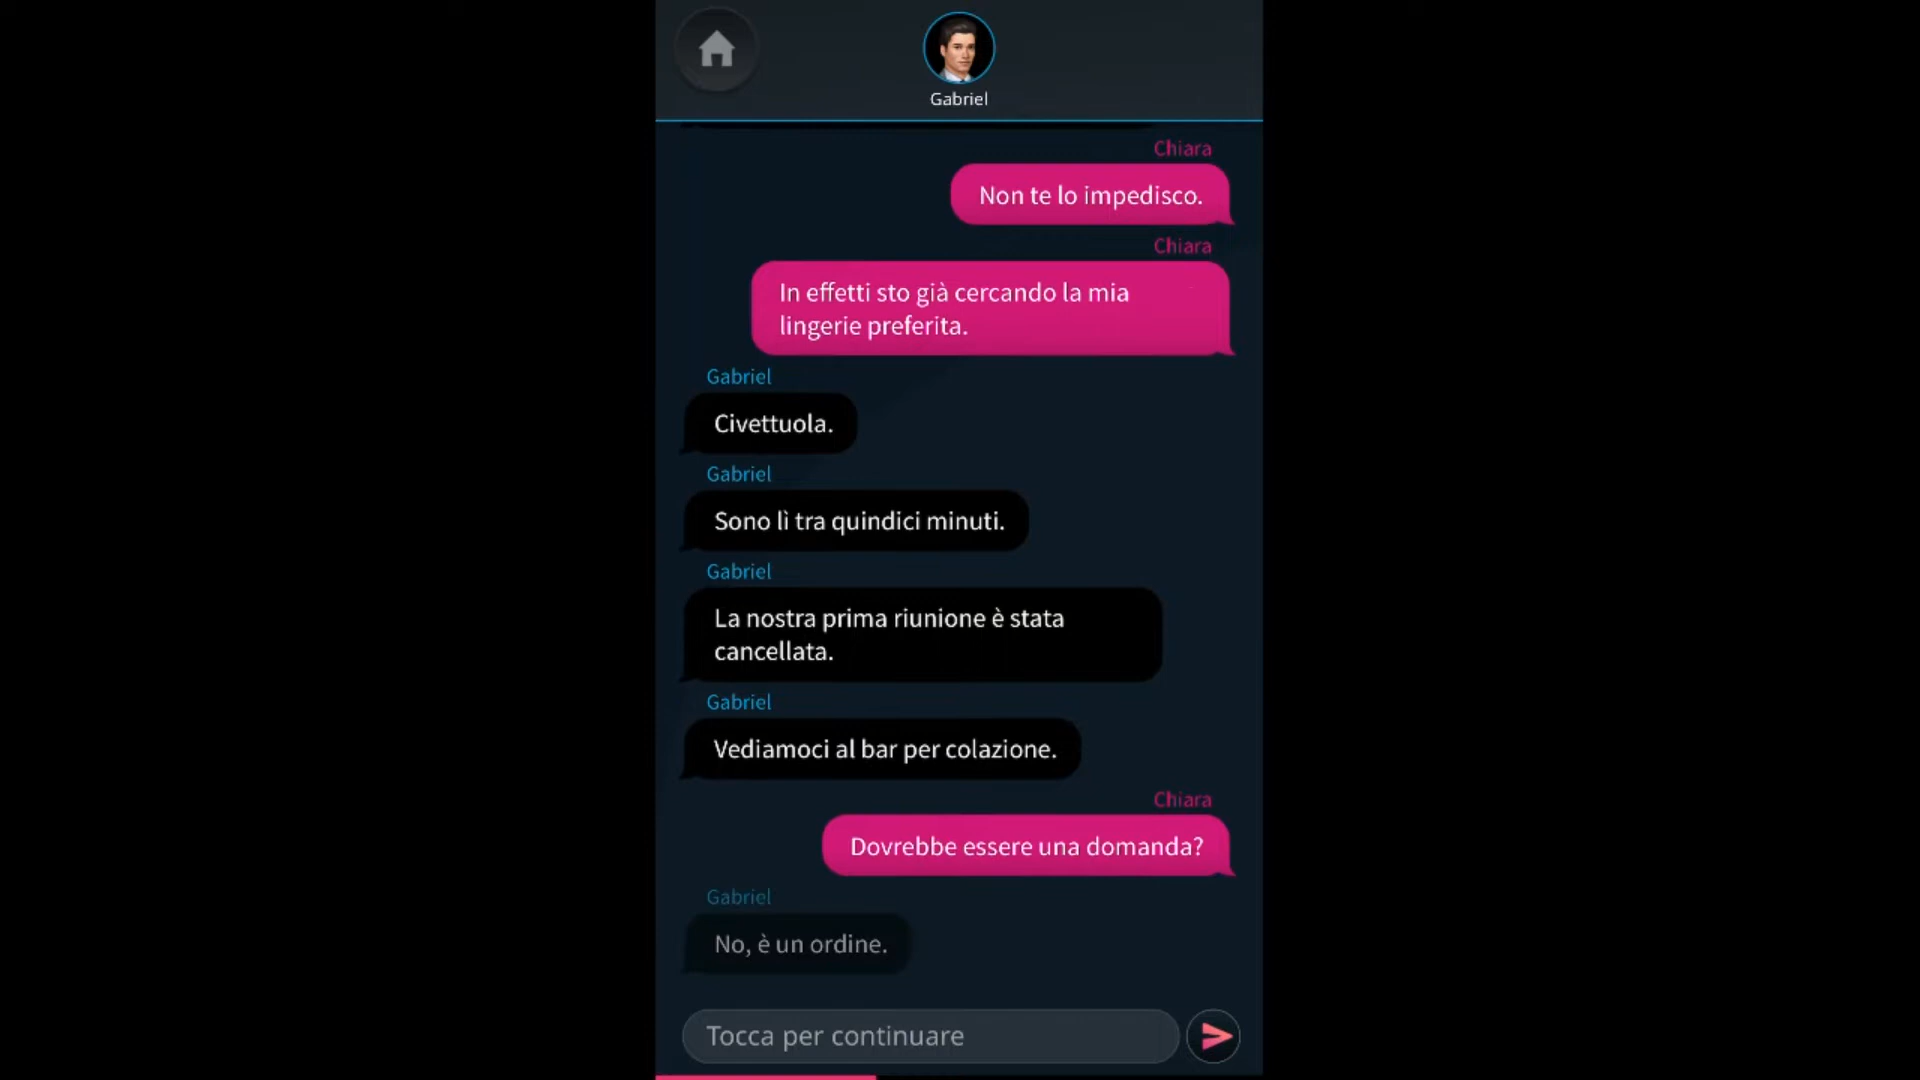 Gabriel
Chiara
Non te lo impedisco.
Chiara
In effetti sto già cercando la mia
lingerie preferita.
Gabriel
Civettuola.
Gabriel
Sono lì tra quindici minuti.
Gabriel
La nostra prima riunione è stata
cancellata.
Gabriel
Vediamoci al bar per colazione.
Chiara
Dovrebbe essere una domanda?
Gabriel
No, è un ordine.
Tocca per continuare